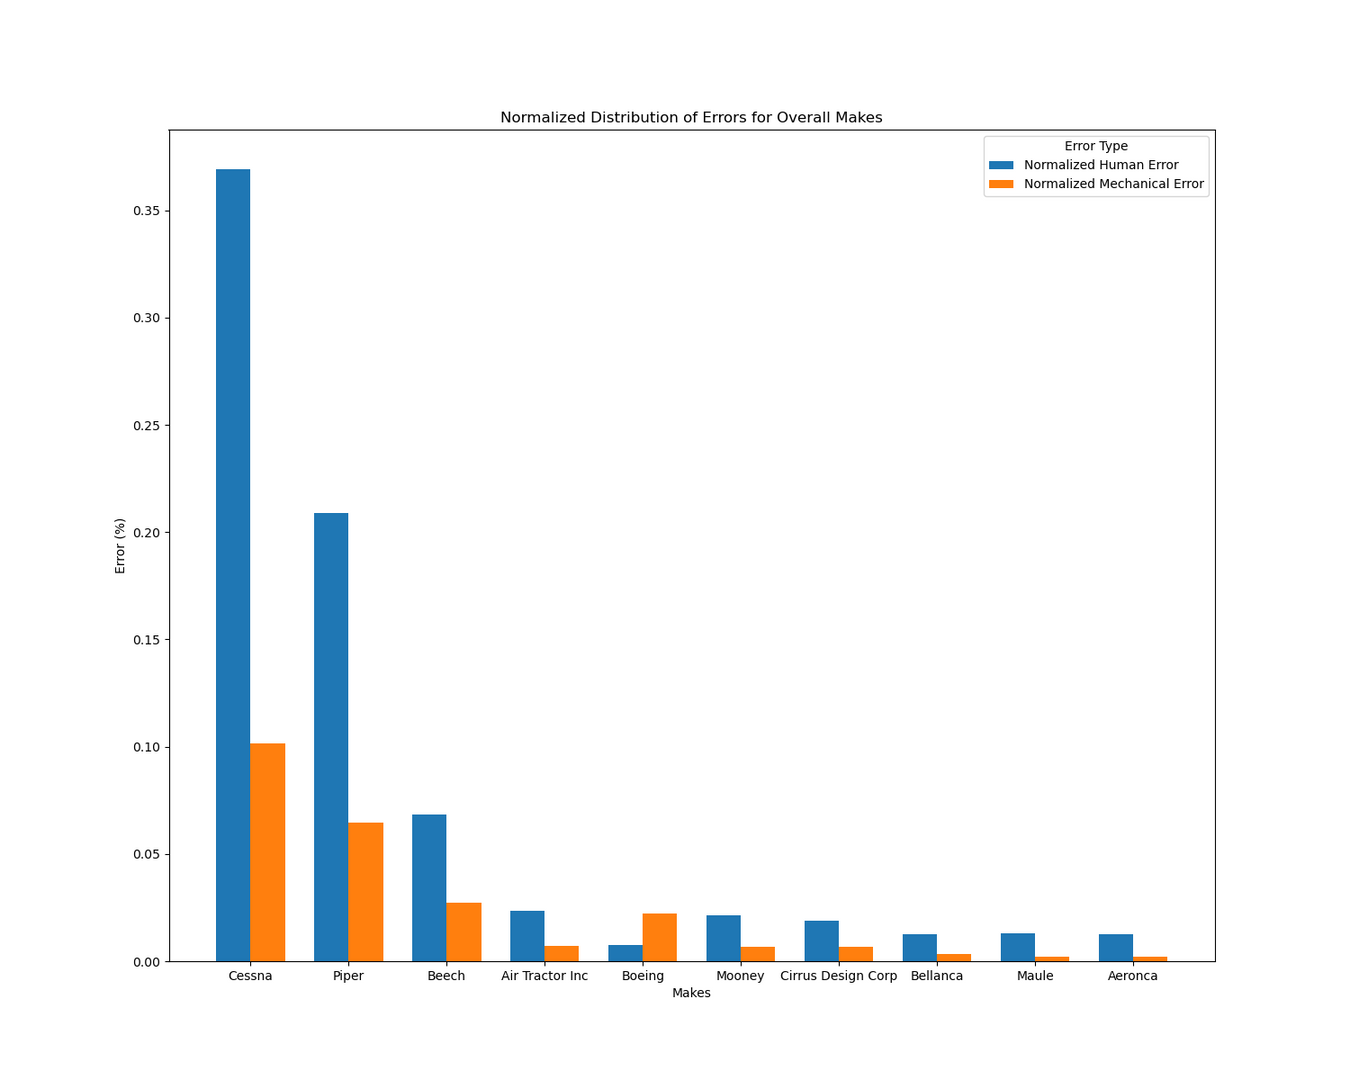 Normalized Distribution of Errors for Overall Makes
Error Type
Normalized Human Error
Normalized Mechanical Error
Error (%)
0.35
0.30
0.25
0.20
0.15
0.10
0.05
0.00
Cessna Piper Beech Air Tractor Inc Boeing Mooney Cirrus Design Corp Bellanca Maule Aeronca
Makes